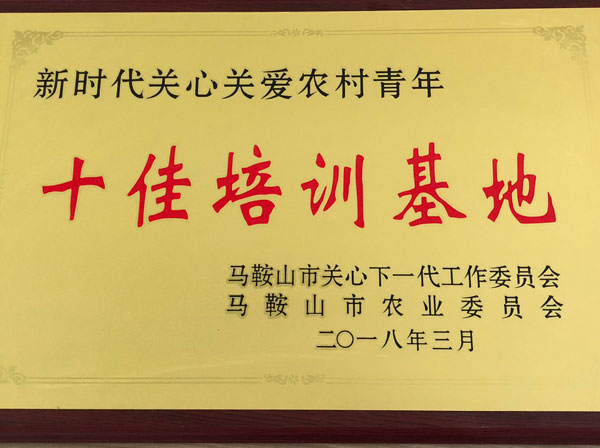 新时代关心关爱农村青年
十佳培训基地
马鞍山市关心下一代工作委员会
马鞍山市农业委员会
二〇一八年三月